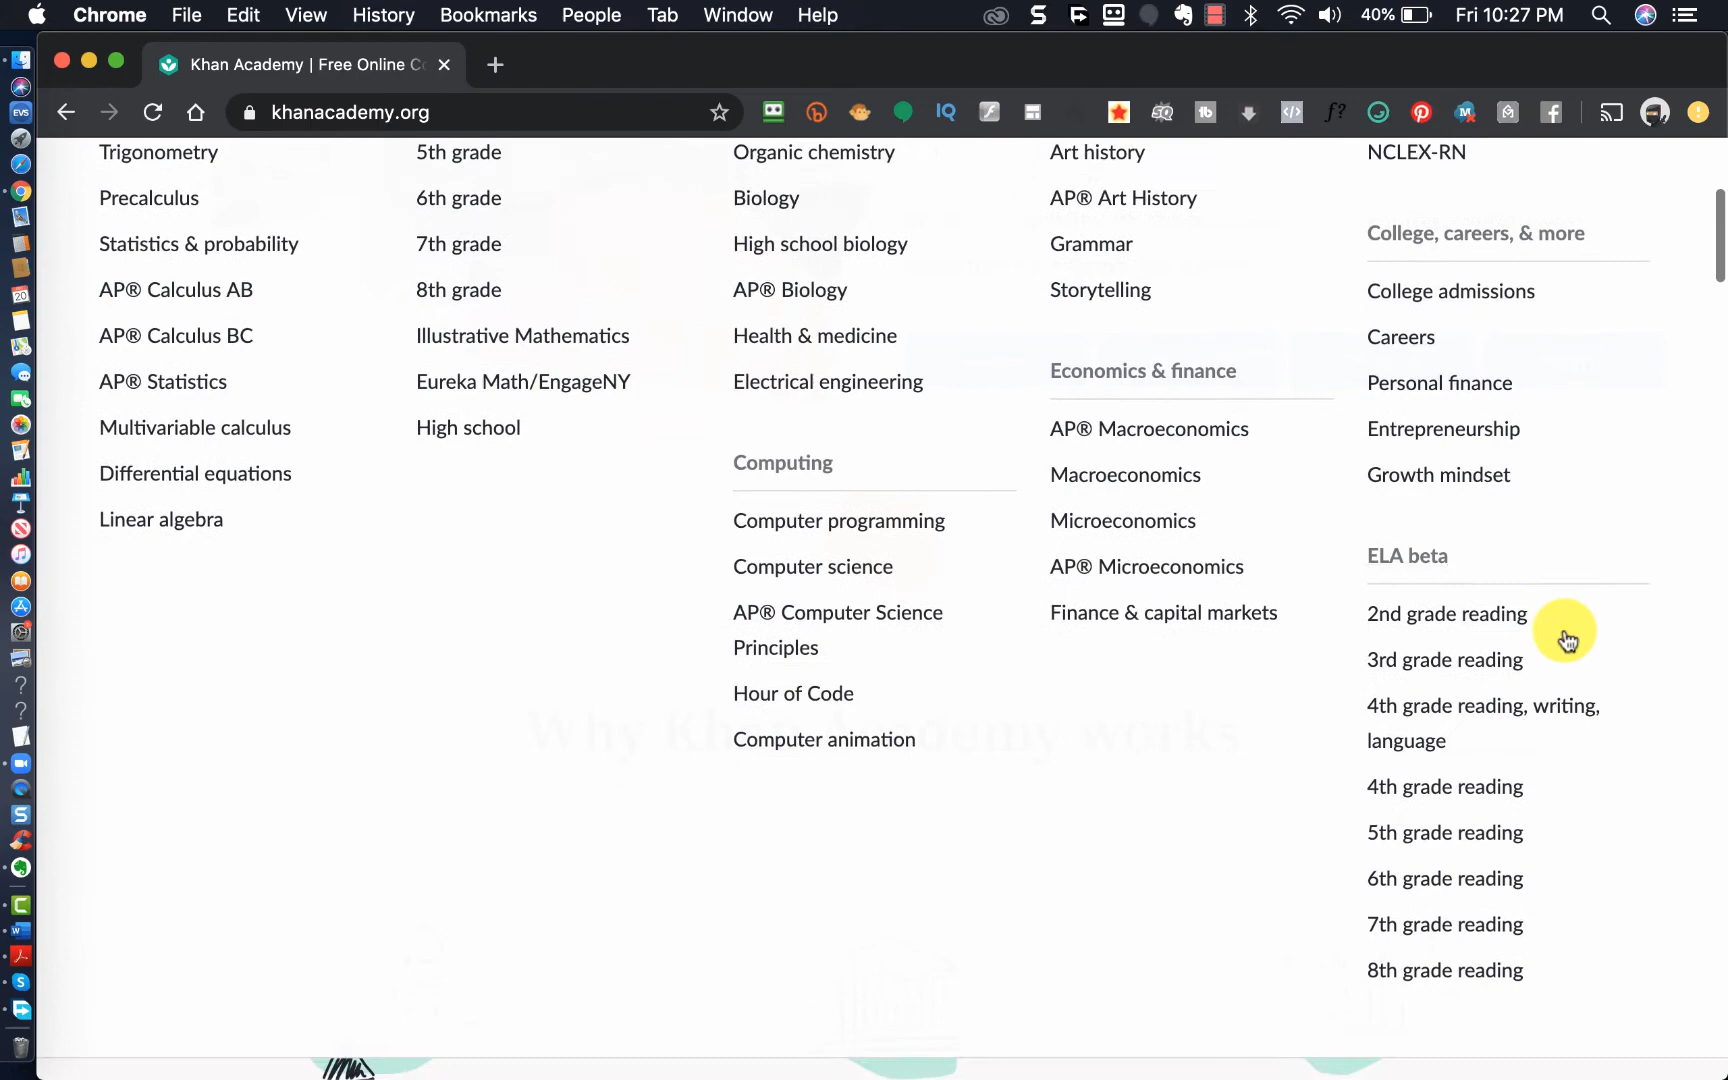 Chrome File Edit View History Bookmarks People Tab Window Help 40% Fri 10:27 PM
Khan Academy | Free Online Co
khanacademy.org
Trigonometry
Precalculus
Statistics & probability
AP® Calculus AB
AP® Calculus BC
AP® Statistics
Multivariable calculus
Differential equations
Linear algebra
5th grade
6th grade
7th grade
8th grade
Illustrative Mathematics
Eureka Math/EngageNY
High school
Organic chemistry
Biology
High school biology
AP® Biology
Health & medicine
Electrical engineering
Computing
Computer programming
Computer science
AP® Computer Science
Principles
Hour of Code
Computer animation
Art history
AP® Art History
Grammar
Storytelling
Economics & finance
AP® Macroeconomics
Macroeconomics
Microeconomics
AP® Microeconomics
Finance & capital markets
NCLEX-RN
College, careers, & more
College admissions
Careers
Personal finance
Entrepreneurship
Growth mindset
ELA beta
2nd grade reading
3rd grade reading
4th grade reading, writing,
language
4th grade reading
5th grade reading
6th grade reading
7th grade reading
8th grade reading
Why Khan Academy works